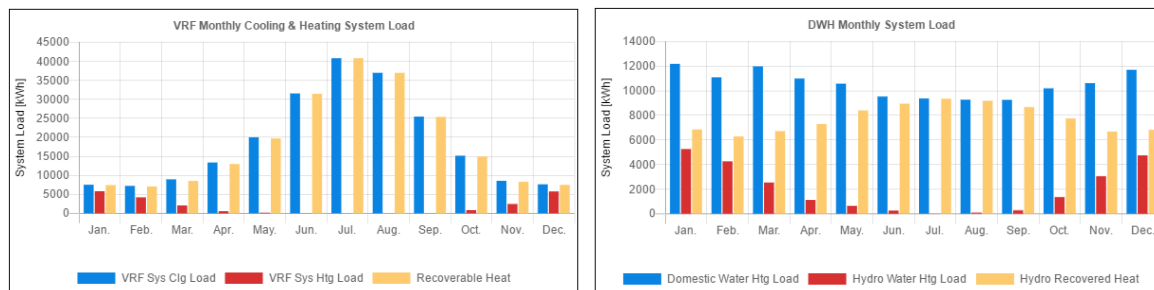 VRF Monthly Cooling & Heating System Load
System Load [kWh]
45000
40000
35000
30000
25000
20000
15000
10000
5000
0
Jan. Feb. Mar. Apr. May. Jun. Jul. Aug. Sep. Oct. Nov. Dec.
VRF Sys Clg Load VRF Sys Htg Load Recoverable Heat
DWH Monthly System Load
System Load [kWh]
14000
12000
10000
8000
6000
4000
2000
0
Jan. Feb. Mar. Apr. May. Jun. Jul. Aug. Sep. Oct. Nov. Dec.
Domestic Water Htg Load Hydro Water Htg Load Hydro Recovered Heat